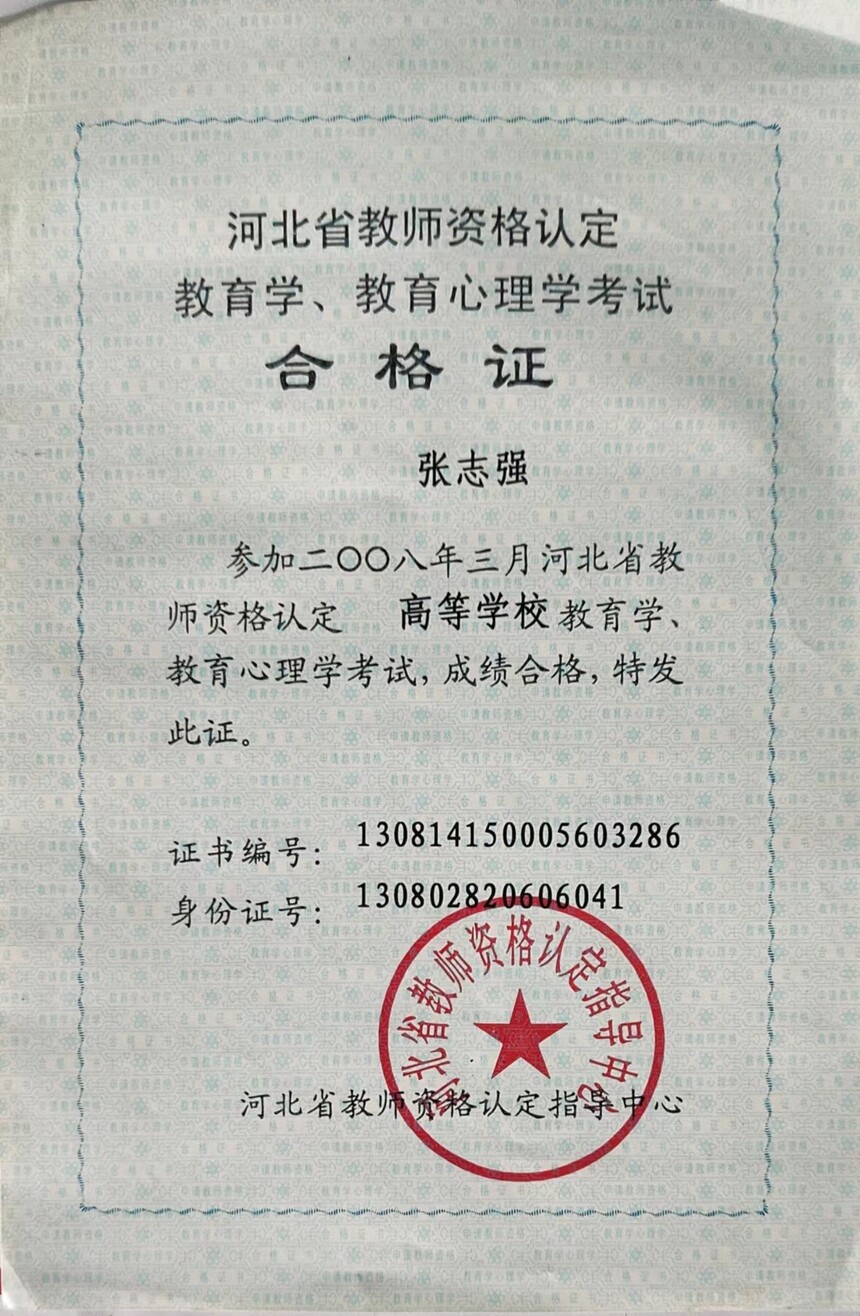 河北省教师资格认定
教育学、教育心理学考试
合格证
张志强
参加二〇〇八年三月河北省教
师资格认定 高等学校教育学、
教育心理学考试,成绩合格,特发
此证。
证书编号: 130814150005603286
身份证号: 130802820606041
河北省教师资格认定指导中心
河北省教师资格认定指导中心